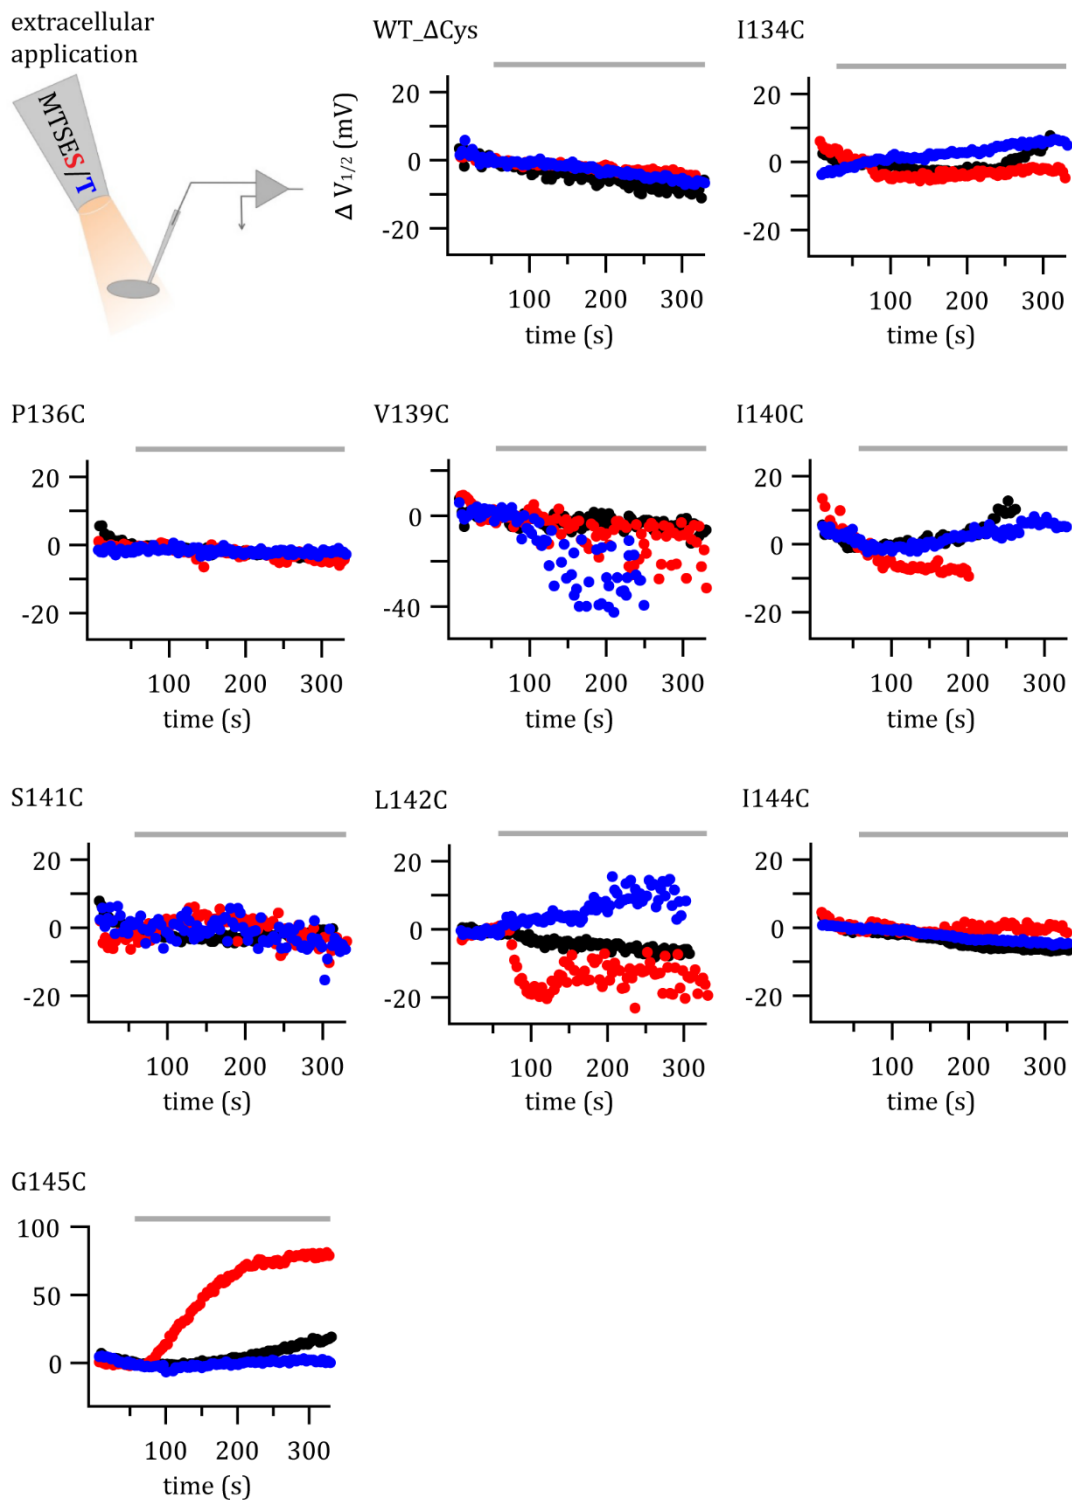 extracellular
application
MTSES/T
WT_ΔCys
20
0
-20
Δ V1/2 (mV)
100 200 300
time (s)
I134C
20
0
-20
100 200 300
time (s)
P136C
20
0
-20
100 200 300
time (s)
V139C
0
-40
100 200 300
time (s)
I140C
20
0
-20
100 200 300
time (s)
S141C
20
0
-20
100 200 300
time (s)
L142C
20
0
-20
100 200 300
time (s)
I144C
20
0
-20
100 200 300
time (s)
G145C
100
50
0
100 200 300
time (s)